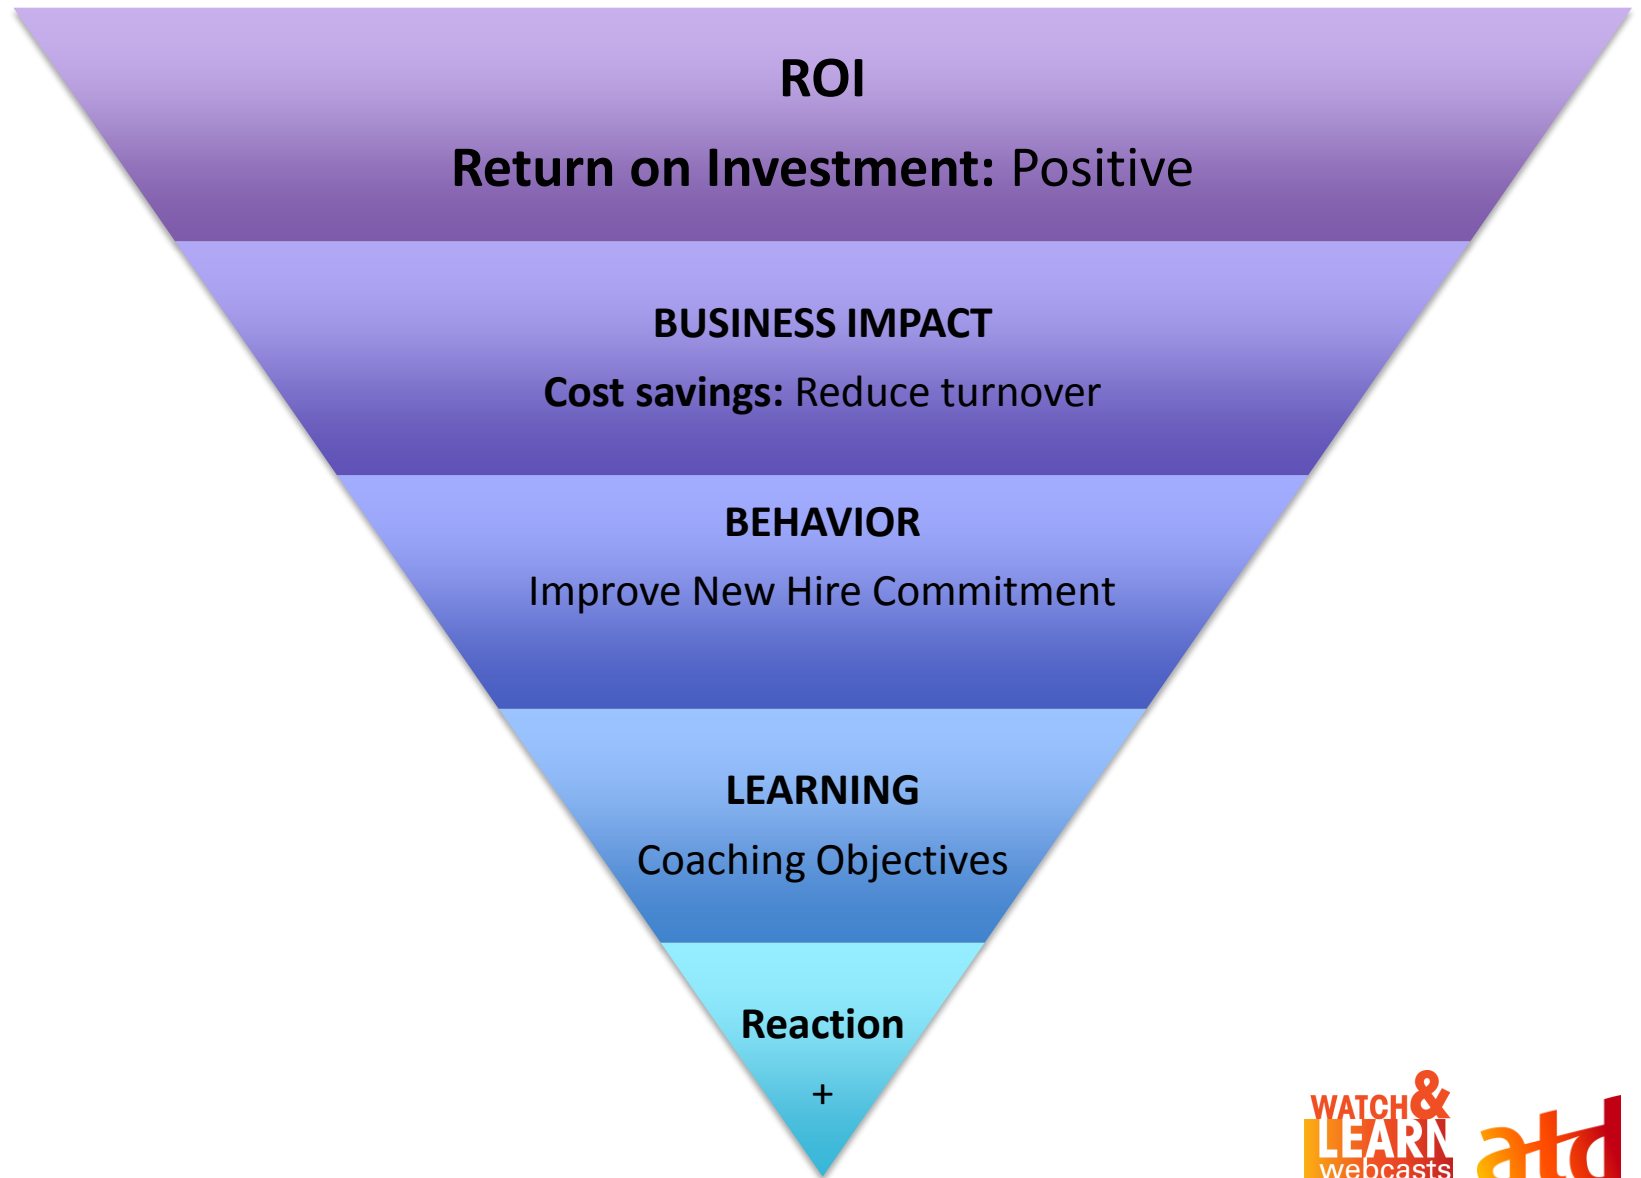 ROI
Return on Investment: Positive
BUSINESS IMPACT
Cost savings: Reduce turnover
BEHAVIOR
Improve New Hire Commitment
LEARNING
Coaching Objectives
Reaction
+
WATCH&
LEARN
webcasts
atd